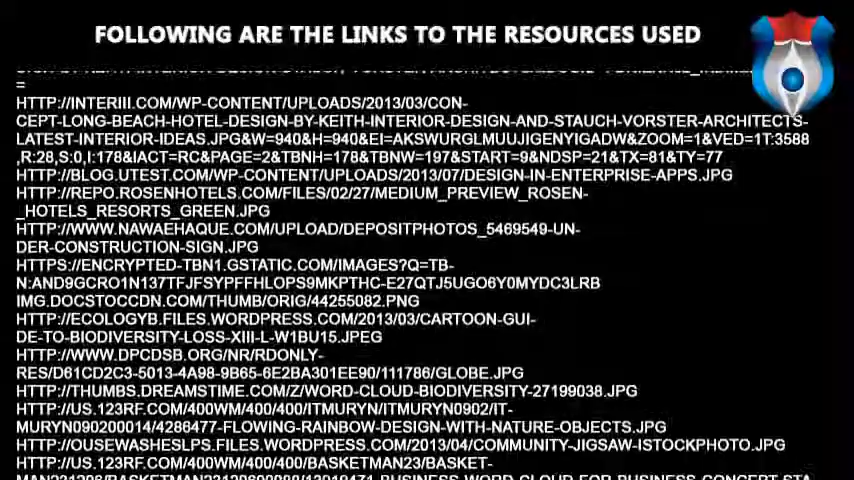 FOLLOWING ARE THE LINKS TO THE RESOURCES USED
=
HTTP://INTERIII.COM/WP-CONTENT/UPLOADS/2013/03/CON-
CEPT-LONG-BEACH-HOTEL-DESIGN-BY-KEITH-INTERIOR-DESIGN-AND-STAUCH-VORSTER-ARCHITECTS-
LATEST-INTERIOR-IDEAS.JPG&W=940&H=940&EI=AKSWURGLMUUJIGENYIGADW&ZOOM=1&VED=1T:3588
,R:28,S:0,I:178&IACT=RC&PAGE=2&TBNH=178&TBNW=197&START=9&NDSP=21&TX=81&TY=77
HTTP://BLOG.UTEST.COM/WP-CONTENT/UPLOADS/2013/07/DESIGN-IN-ENTERPRISE-APPS.JPG
HTTP://REPO.ROSENHOTELS.COM/FILES/02/27/MEDIUM_PREVIEW_ROSEN-
_HOTELS_RESORTS_GREEN.JPG
HTTP://WWW.NAWAEHAQUE.COM/UPLOAD/DEPOSITPHOTOS_5469549-UN-
DER-CONSTRUCTION-SIGN.JPG
HTTPS://ENCRYPTED-TBN1.GSTATIC.COM/IMAGES?Q=TB-
N:AND9GCRO1N137TFJFSYPFFHLOPS9MKPTHC-E27QTJ5UGO6Y0MYDC3LRB
IMG.DOCSTOCCDN.COM/THUMB/ORIG/44255082.PNG
HTTP://ECOLOGYB.FILES.WORDPRESS.COM/2013/03/CARTOON-GUI-
DE-TO-BIODIVERSITY-LOSS-XIII-L-W1BU15.JPEG
HTTP://WWW.DPCDSB.ORG/NR/RDONLY-
RES/D61CD2C3-5013-4A98-9B65-6E2BA301EE90/111786/GLOBE.JPG
HTTP://THUMBS.DREAMSTIME.COM/Z/WORD-CLOUD-BIODIVERSITY-27199038.JPG
HTTP://US.123RF.COM/400WM/400/400/ITMURYN/ITMURYN0902/IT-
MURYN090200014/4286477-FLOWING-RAINBOW-DESIGN-WITH-NATURE-OBJECTS.JPG
HTTP://OUSEWASHESLPS.FILES.WORDPRESS.COM/2013/04/COMMUNITY-JIGSAW-ISTOCKPHOTO.JPG
HTTP://US.123RF.COM/400WM/400/400/BASKETMAN23/BASKET-